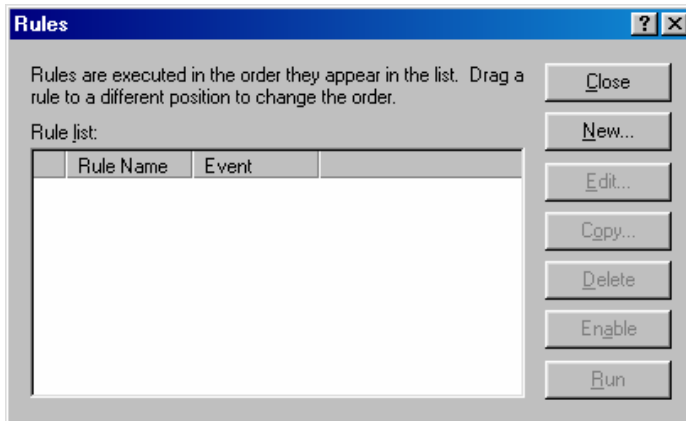 Rules
Rules are executed in the order they appear in the list.  Drag a
rule to a different position to change the order.
Rule list:
Rule Name Event
Close
New...
Edit...
Copy...
Delete
Enable
Run